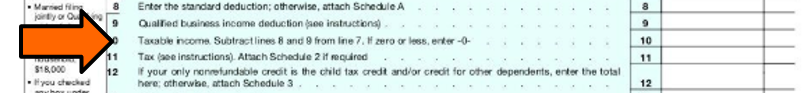 • Married filing
jointly or Qualifying
8 Enter the standard deduction; otherwise, attach Schedule A 8
9 Qualified business income deduction (see instructions) 9
0 Taxable income. Subtract lines 8 and 9 from line 7. If zero or less, enter -0- 10
household,
$18,000
11 Tax (see instructions). Attach Schedule 2 if required 11
• If you checked
any box under
12 If your only nonrefundable credit is the child tax credit and/or credit for other dependents, enter the total
here; otherwise, attach Schedule 3 12